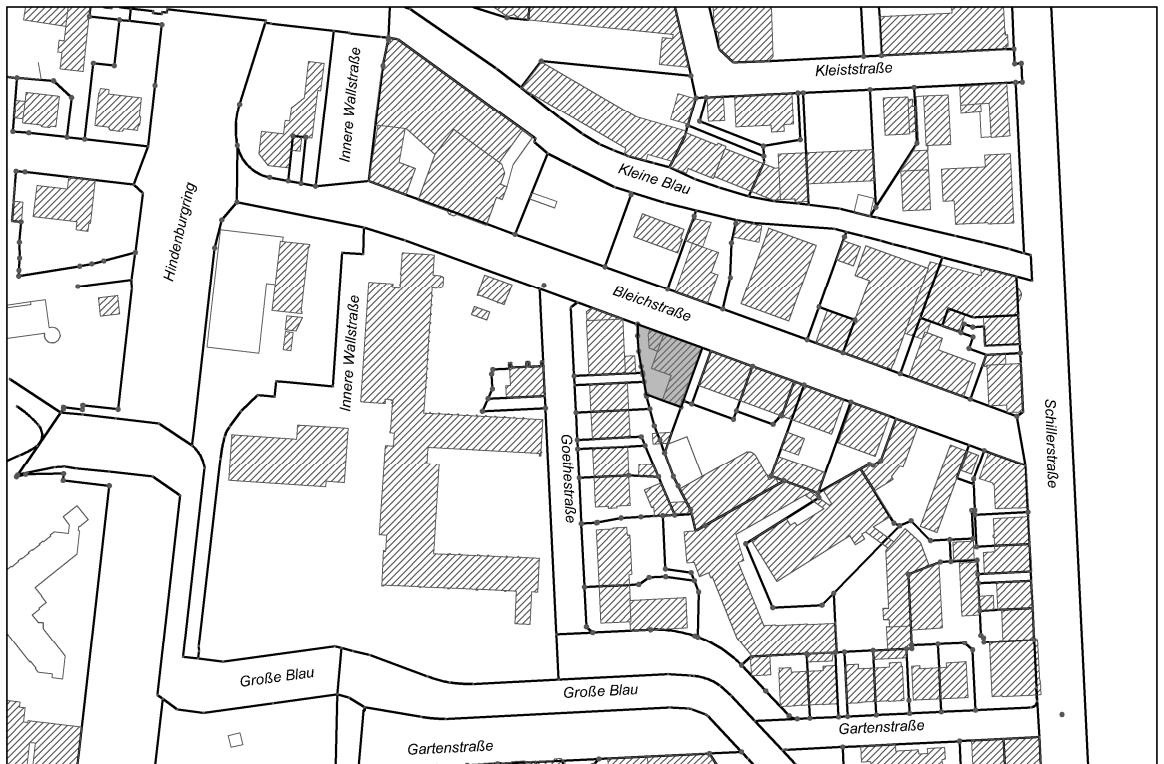 Kleiststraße
Innere Wallstraße
Kleine Blau
Hindenburgring
Bleichstraße
Innere Wallstraße
Schillerstraße
Goethestraße
Große Blau
Große Blau
Gartenstraße
Gartenstraße